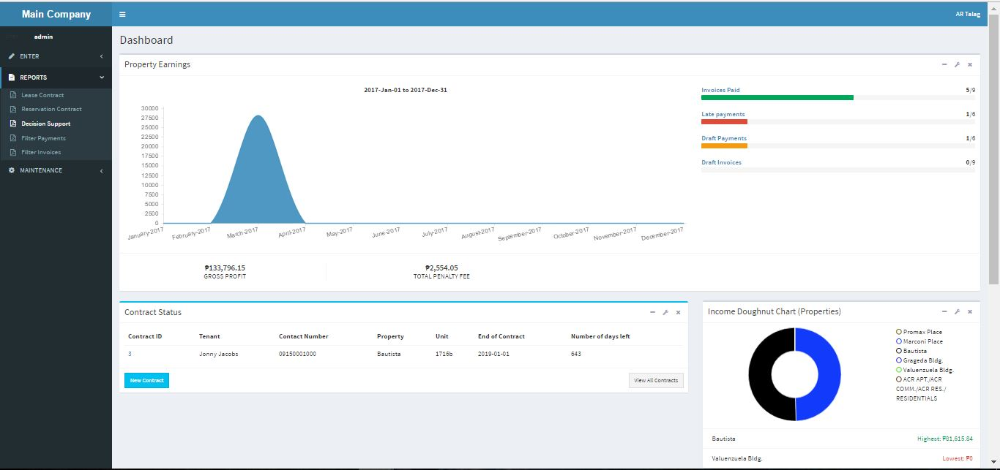 Main Company
AR Talag
admin
ENTER
REPORTS
Lease Contract
Reservation Contract
Decision Support
Filter Payments
Filter Invoices
MAINTENANCE
Dashboard
Property Earnings
2017-Jan-01 to 2017-Dec-31
30000
27500
25000
22500
20000
17500
15000
12500
10000
7500
5000
2500
0
January-2017
February-2017
March-2017
April-2017
May-2017
June-2017
July-2017
August-2017
September-2017
October-2017
November-2017
December-2017
Invoices Paid 5/9
Late payments 1/6
Draft Payments 1/6
Draft Invoices 0/9
₱133,796.15
GROSS PROFIT
₱2,554.05
TOTAL PENALTY FEE
Contract Status
Contract ID Tenant Contact Number Property Unit End of Contract Number of days left
3 Jonny Jacobs 09150001000 Bautista 1716b 2019-01-01 643
New Contract
View All Contracts
Income Doughnut Chart (Properties)
Promax Place
Marconi Place
Bautista
Grageda Bldg.
Valuenzuela Bldg.
ACR APT./ACR
COMM./ACR RES./
RESIDENTIALS
Bautista Highest: ₱81,615.84
Valuenzuela Bldg. Lowest: ₱0